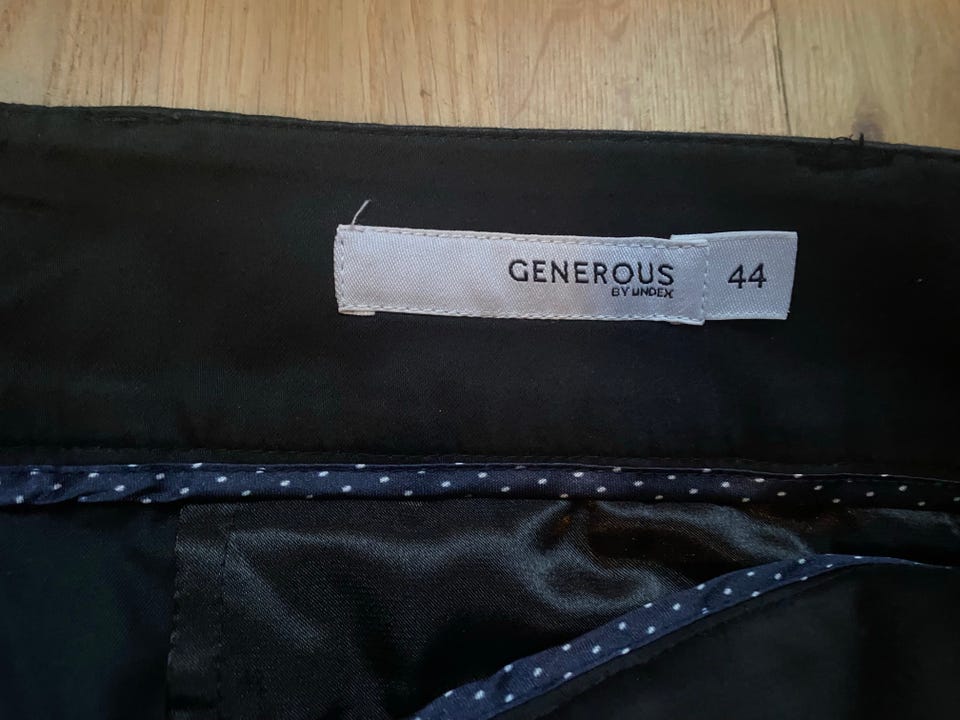 GENEROUS
BY LINDEX
44